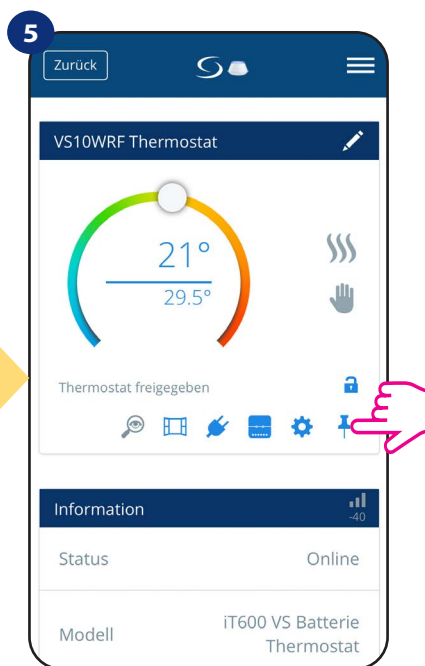 5
Zurück
VS10WRF Thermostat
21°
29.5°
Thermostat freigegeben
Information
-40
Status Online
Modell iT600 VS Batterie
Thermostat